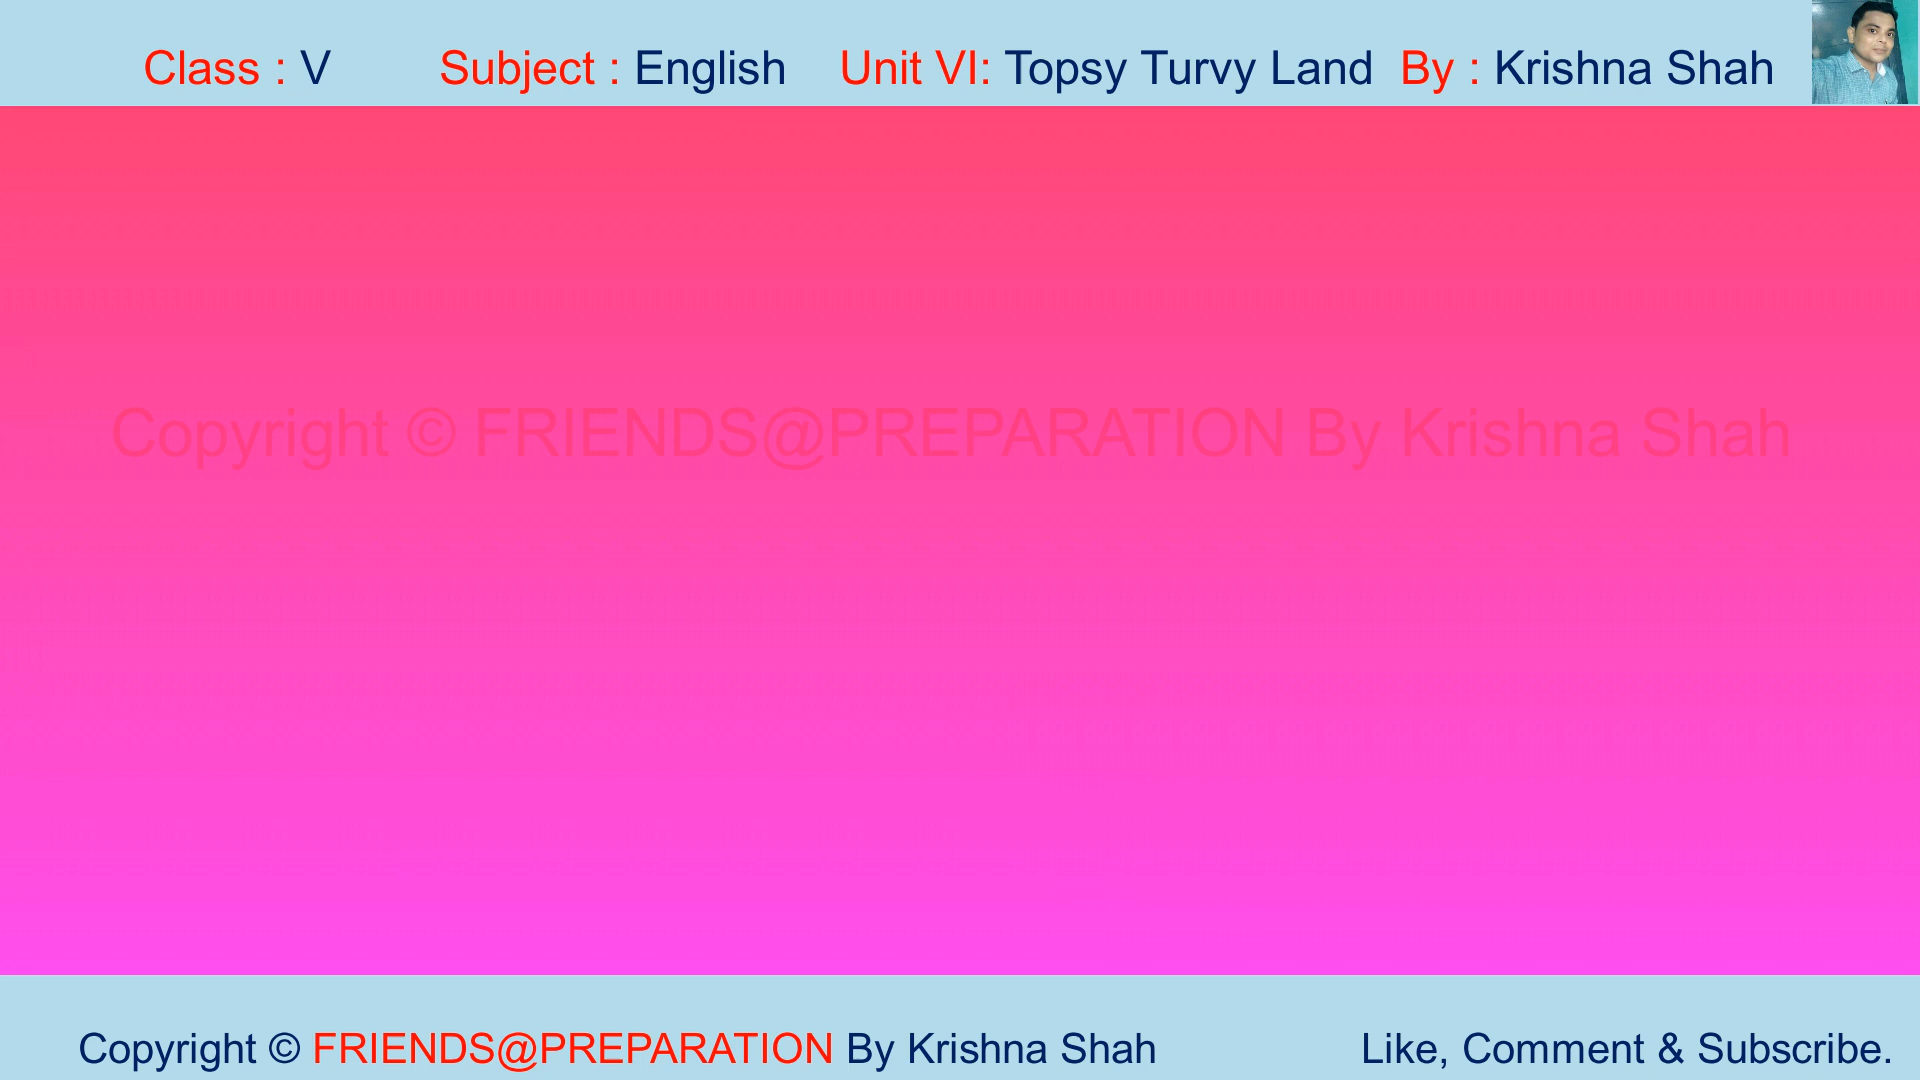 Class : V Subject : English Unit VI: Topsy Turvy Land By : Krishna Shah
Copyright © FRIENDS@PREPARATION By Krishna Shah
Copyright © FRIENDS@PREPARATION By Krishna Shah Like, Comment & Subscribe.